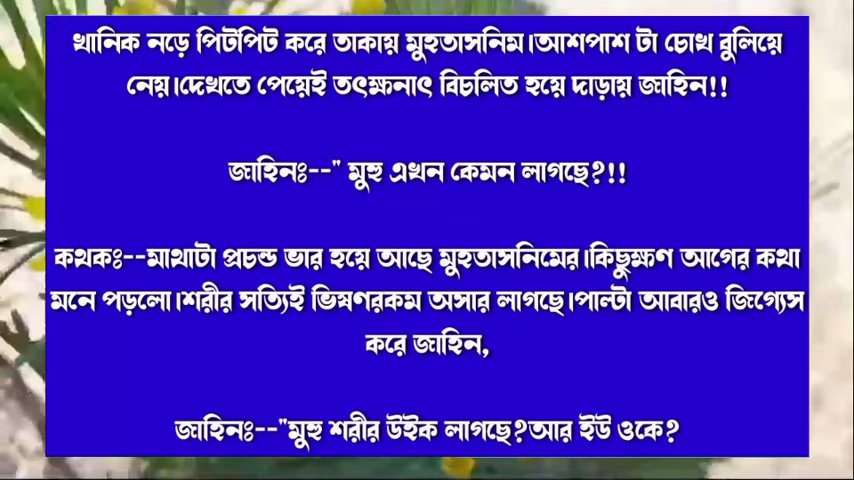 খানিক নড়ে পিটপিট করে তাকায় মুহতাসনিম।আশপাশ টা চোখ বুলিয়ে
নেয়।দেখতে পেয়েই তৎক্ষনাৎ বিচলিত হয়ে দাড়ায় জাহিন!!
জাহিনঃ--" মুহু এখন কেমন লাগছে?!!
কথকঃ--মাথাটা প্রচন্ড ভার হয়ে আছে মুহতাসনিমের।কিছুক্ষণ আগের কথা
মনে পড়লো।শরীর সত্যিই ভিষণরকম অসার লাগছে।পাল্টা আবারও জিগ্যেস
করে জাহিন,
জাহিনঃ--"মুহু শরীর উইক লাগছে?আর ইউ ওকে?